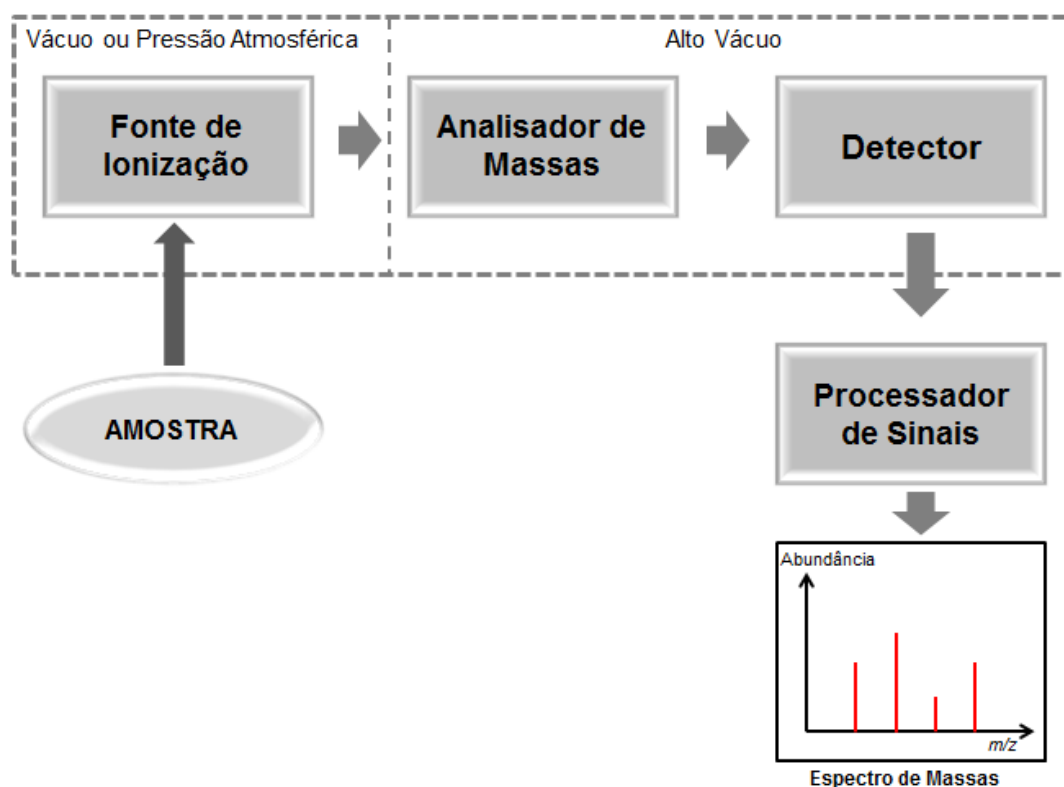 Vácuo ou Pressão Atmosférica
Alto Vácuo
Fonte de
Ionização
Analisador de
Massas
Detector
AMOSTRA
Processador
de Sinais
Abundância
m/z
Espectro de Massas